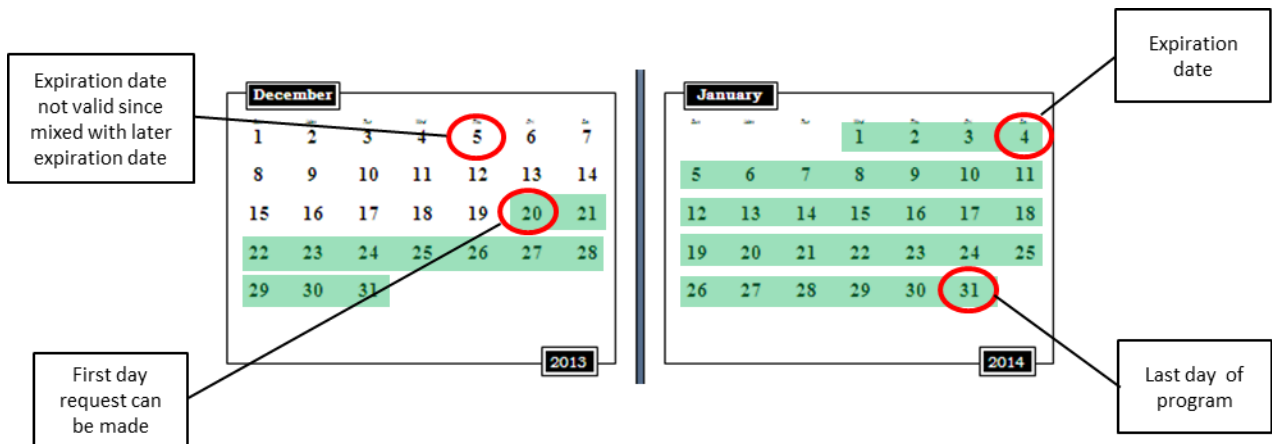 Expiration date
not valid since
mixed with later
expiration date
December
1 2 3 4 5 6 7
8 9 10 11 12 13 14
15 16 17 18 19 20 21
22 23 24 25 26 27 28
29 30 31
2013
First day
request can
be made
January
1 2 3 4
5 6 7 8 9 10 11
12 13 14 15 16 17 18
19 20 21 22 23 24 25
26 27 28 29 30 31
2014
Expiration
date
Last day of
program